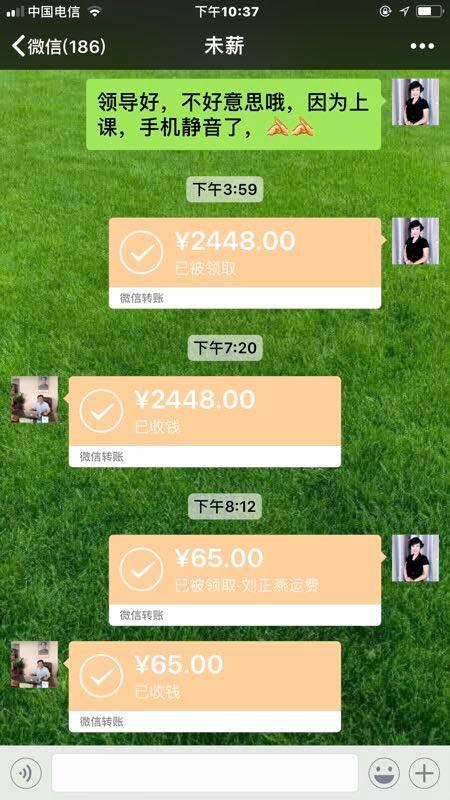 中国电信
下午10:37
微信(186)
未薪
领导好，不好意思哦，因为上
课，手机静音了，
下午3:59
¥2448.00
已被领取
微信转账
下午7:20
¥2448.00
已收钱
微信转账
下午8:12
¥65.00
已被领取-刘正燕运费
微信转账
¥65.00
已收钱
微信转账